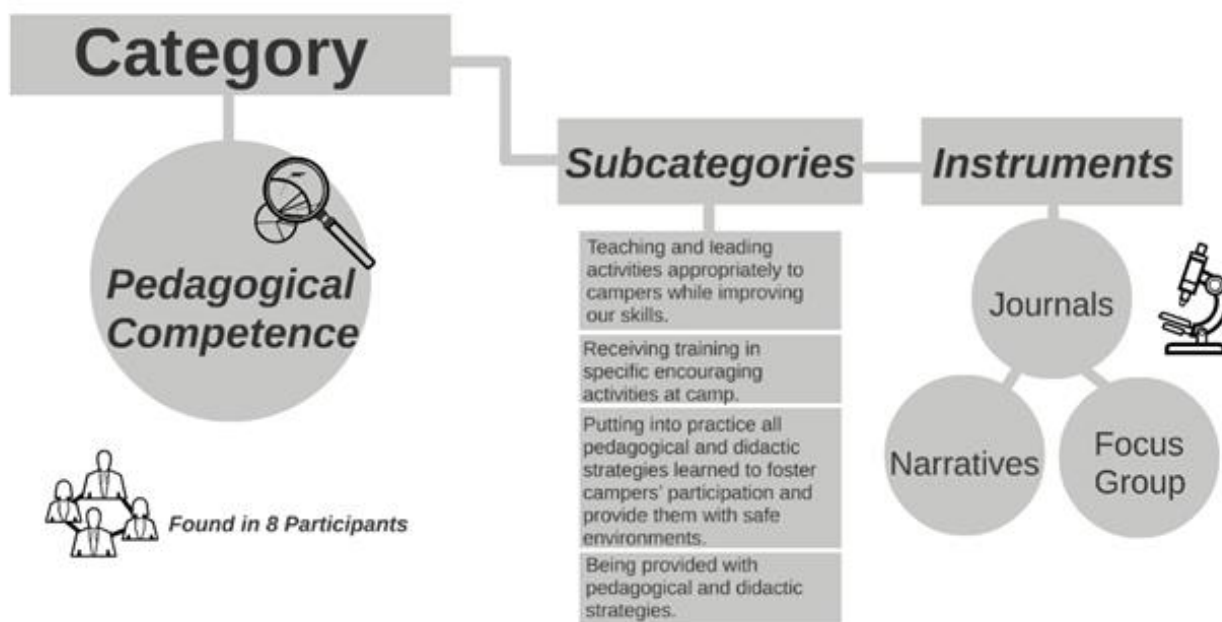 Category
Pedagogical
Competence
Found in 8 Participants
Subcategories
Teaching and leading
activities appropriately to
campers while improving
our skills.
Receiving training in
specific encouraging
activities at camp.
Putting into practice all
pedagogical and didactic
strategies learned to foster
campers’ participation and
provide them with safe
environments.
Being provided with
pedagogical and didactic
strategies.
Instruments
Journals
Narratives
Focus
Group